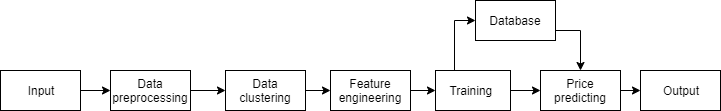 Database
Input
Data
preprocessing
Data
clustering
Feature
engineering
Training
Price
predicting
Output